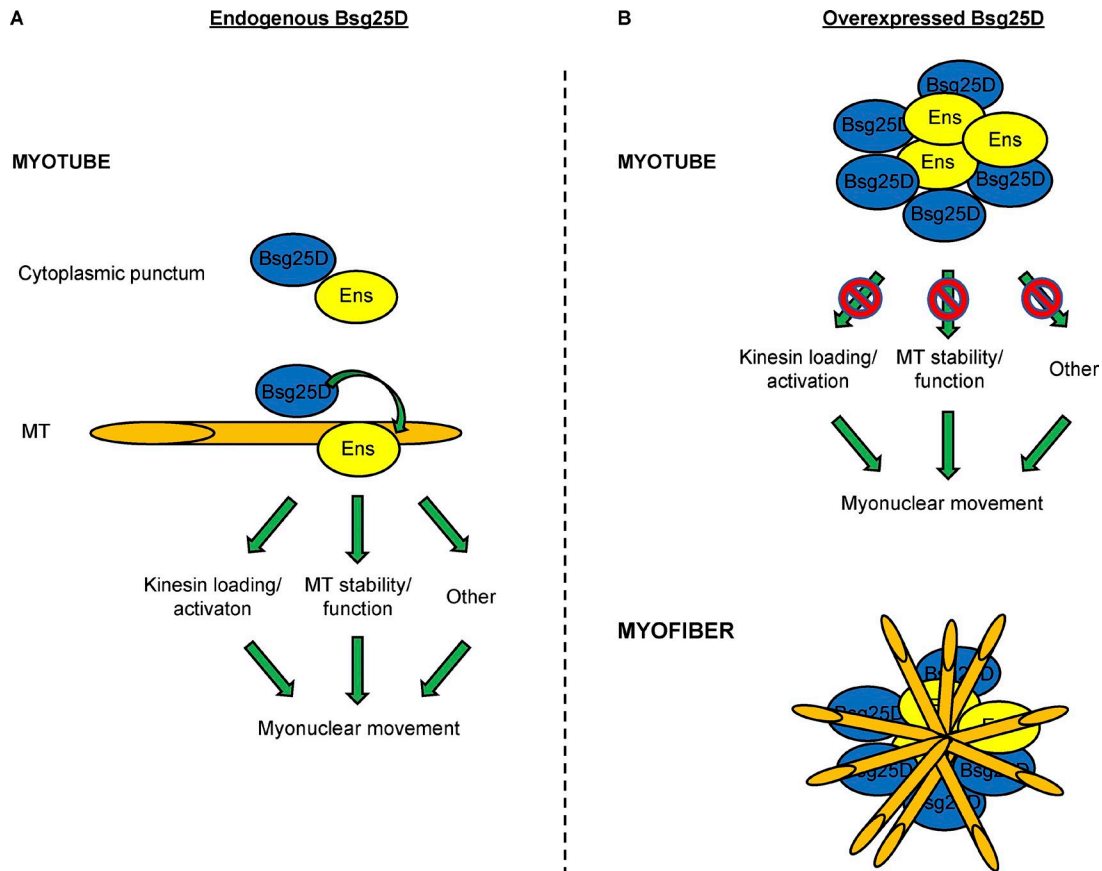 A
Endogenous Bsg25D
MYOTUBE
Cytoplasmic punctum
Bsg25D
Ens
Bsg25D
MT
Ens
Kinesin loading/
activaton
MT stability/
function
Other
Myonuclear movement
B
Overexpressed Bsg25D
MYOTUBE
Bsg25D
Ens
Bsg25D
Ens
Ens
Bsg25D
Bsg25D
Bsg25D
Kinesin loading/
activation
MT stability/
function
Other
Myonuclear movement
MYOFIBER